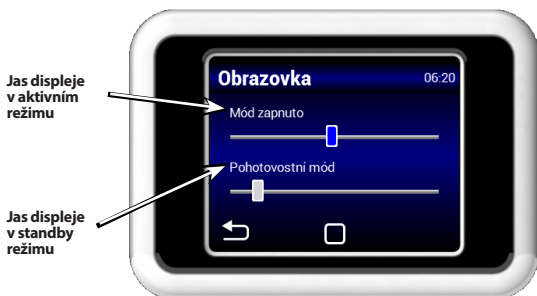 Jas displeje
v aktivním
režimu
Obrazovka 06:20
Mód zapnuto
Pohotovostní mód
Jas displeje
v standby
režimu